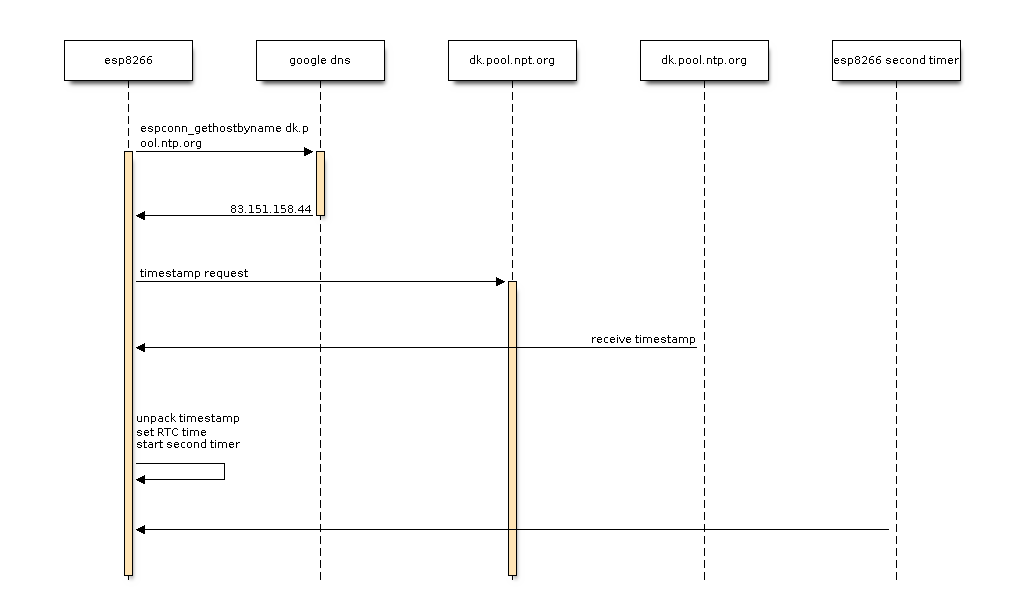 esp8266
google dns
dk.pool.npt.org
dk.pool.ntp.org
esp8266 second timer
espconn_gethostbyname dk.p
ool.ntp.org
83.151.158.44
timestamp request
receive timestamp
unpack timestamp
set RTC time
start second timer